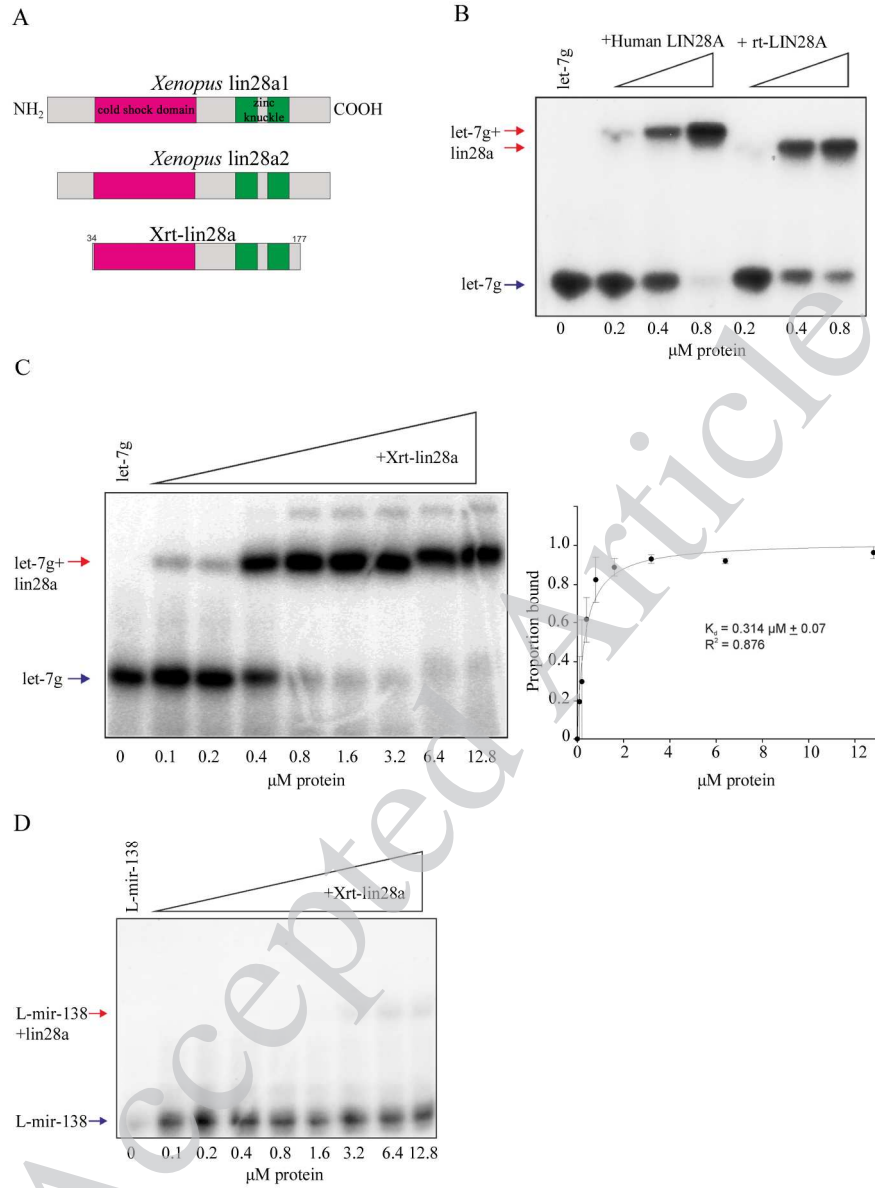 A
Xenopus lin28a1
NH2
cold shock domain
zinc
knuckle
COOH
Xenopus lin28a2
Xrt-lin28a
34
177
B
let-7g
+Human LIN28A
+ rt-LIN28A
let-7g+
lin28a
let-7g
0
0.2
0.4
0.8
0.2
0.4
0.8
μM protein
C
let-7g
+Xrt-lin28a
let-7g+
lin28a
let-7g
0
0.1
0.2
0.4
0.8
1.6
3.2
6.4
12.8
μM protein
Proportion bound
1.0
0.8
0.6
0.4
0.2
0
Kd = 0.314 μM ± 0.07
R2 = 0.876
0
2
4
6
8
10
12
μM protein
D
L-mir-138
+Xrt-lin28a
L-mir-138
+lin28a
L-mir-138
0
0.1
0.2
0.4
0.8
1.6
3.2
6.4
12.8
μM protein
Accepted Article